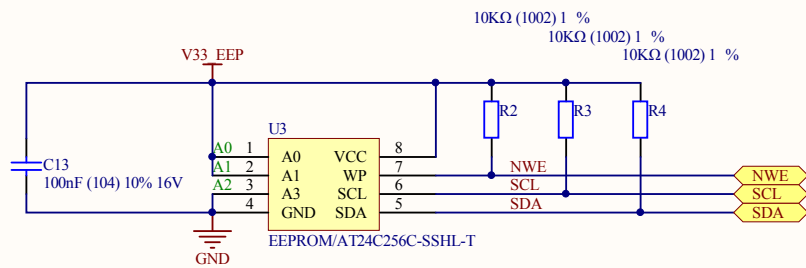 10KΩ (1002) 1 %
10KΩ (1002) 1 %
10KΩ (1002) 1 %
V33_EEP
R2
R3
R4
U3
A0 1 A0 VCC 8
A1 2 A1 WP 7 NWE NWE
A2 3 A3 SCL 6 SCL SCL
4 GND SDA 5 SDA SDA
C13
100nF (104) 10% 16V
EEPROM/AT24C256C-SSHL-T
GND